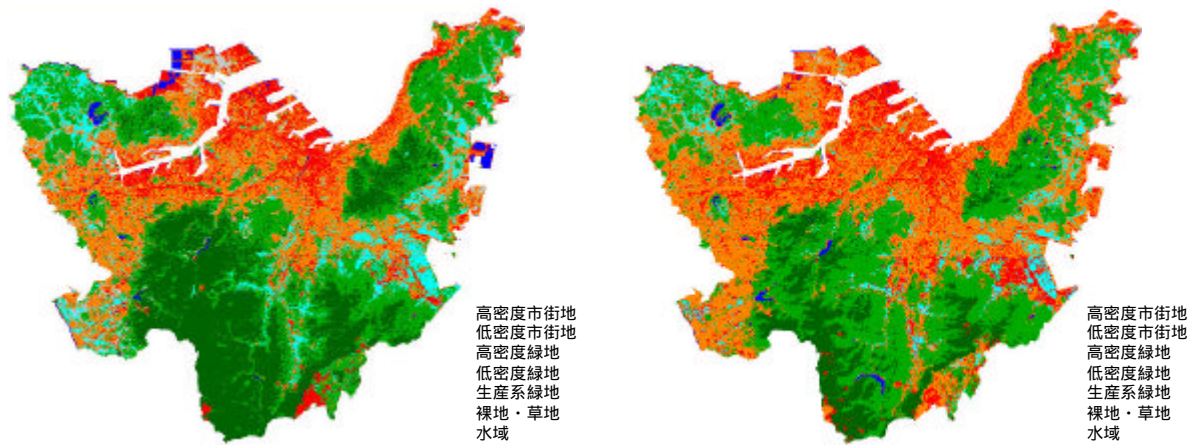 高密度市街地
低密度市街地
高密度緑地
低密度緑地
生産系緑地
裸地・草地
水域
高密度市街地
低密度市街地
高密度緑地
低密度緑地
生産系緑地
裸地・草地
水域